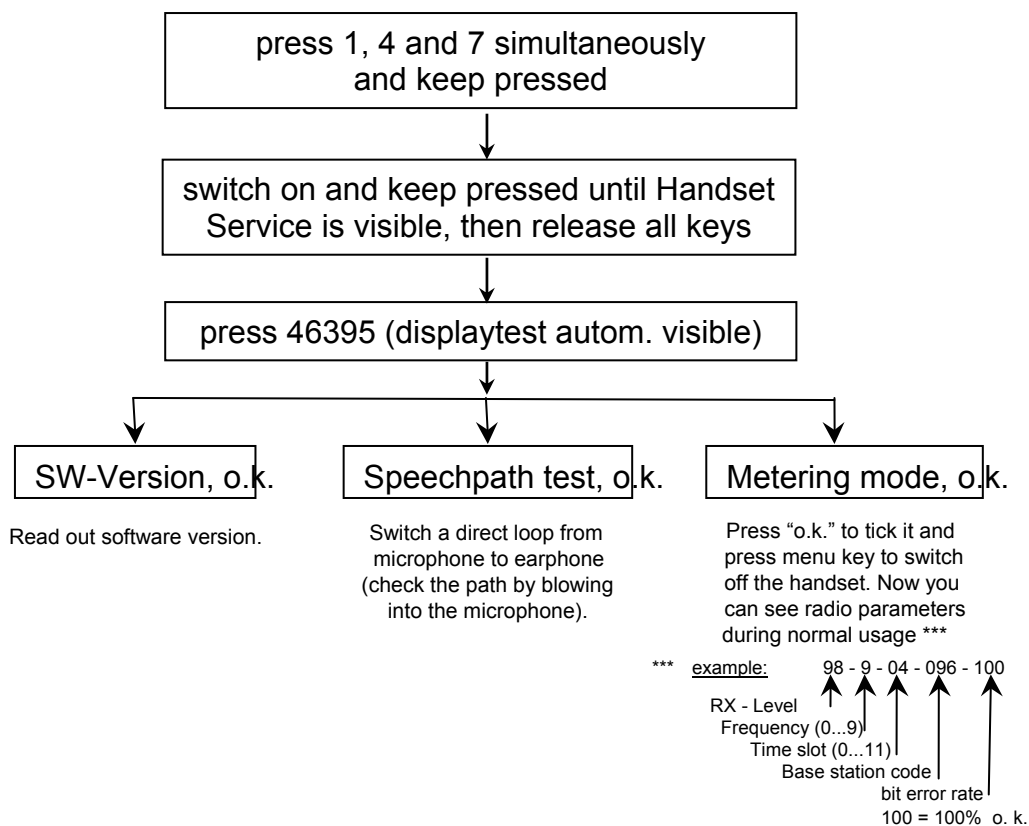 press 1, 4 and 7 simultaneously
and keep pressed
switch on and keep pressed until Handset
Service is visible, then release all keys
press 46395 (displaytest autom. visible)
SW-Version, o.k.
Read out software version.
Speechpath test, o.k.
Switch a direct loop from
microphone to earphone
(check the path by blowing
into the microphone).
Metering mode, o.k.
Press “o.k.” to tick it and
press menu key to switch
off the handset. Now you
can see radio parameters
during normal usage ***
*** example: 98 - 9 - 04 - 096 - 100
RX - Level
Frequency (0...9)
Time slot (0...11)
Base station code
bit error rate
100 = 100% o. k.